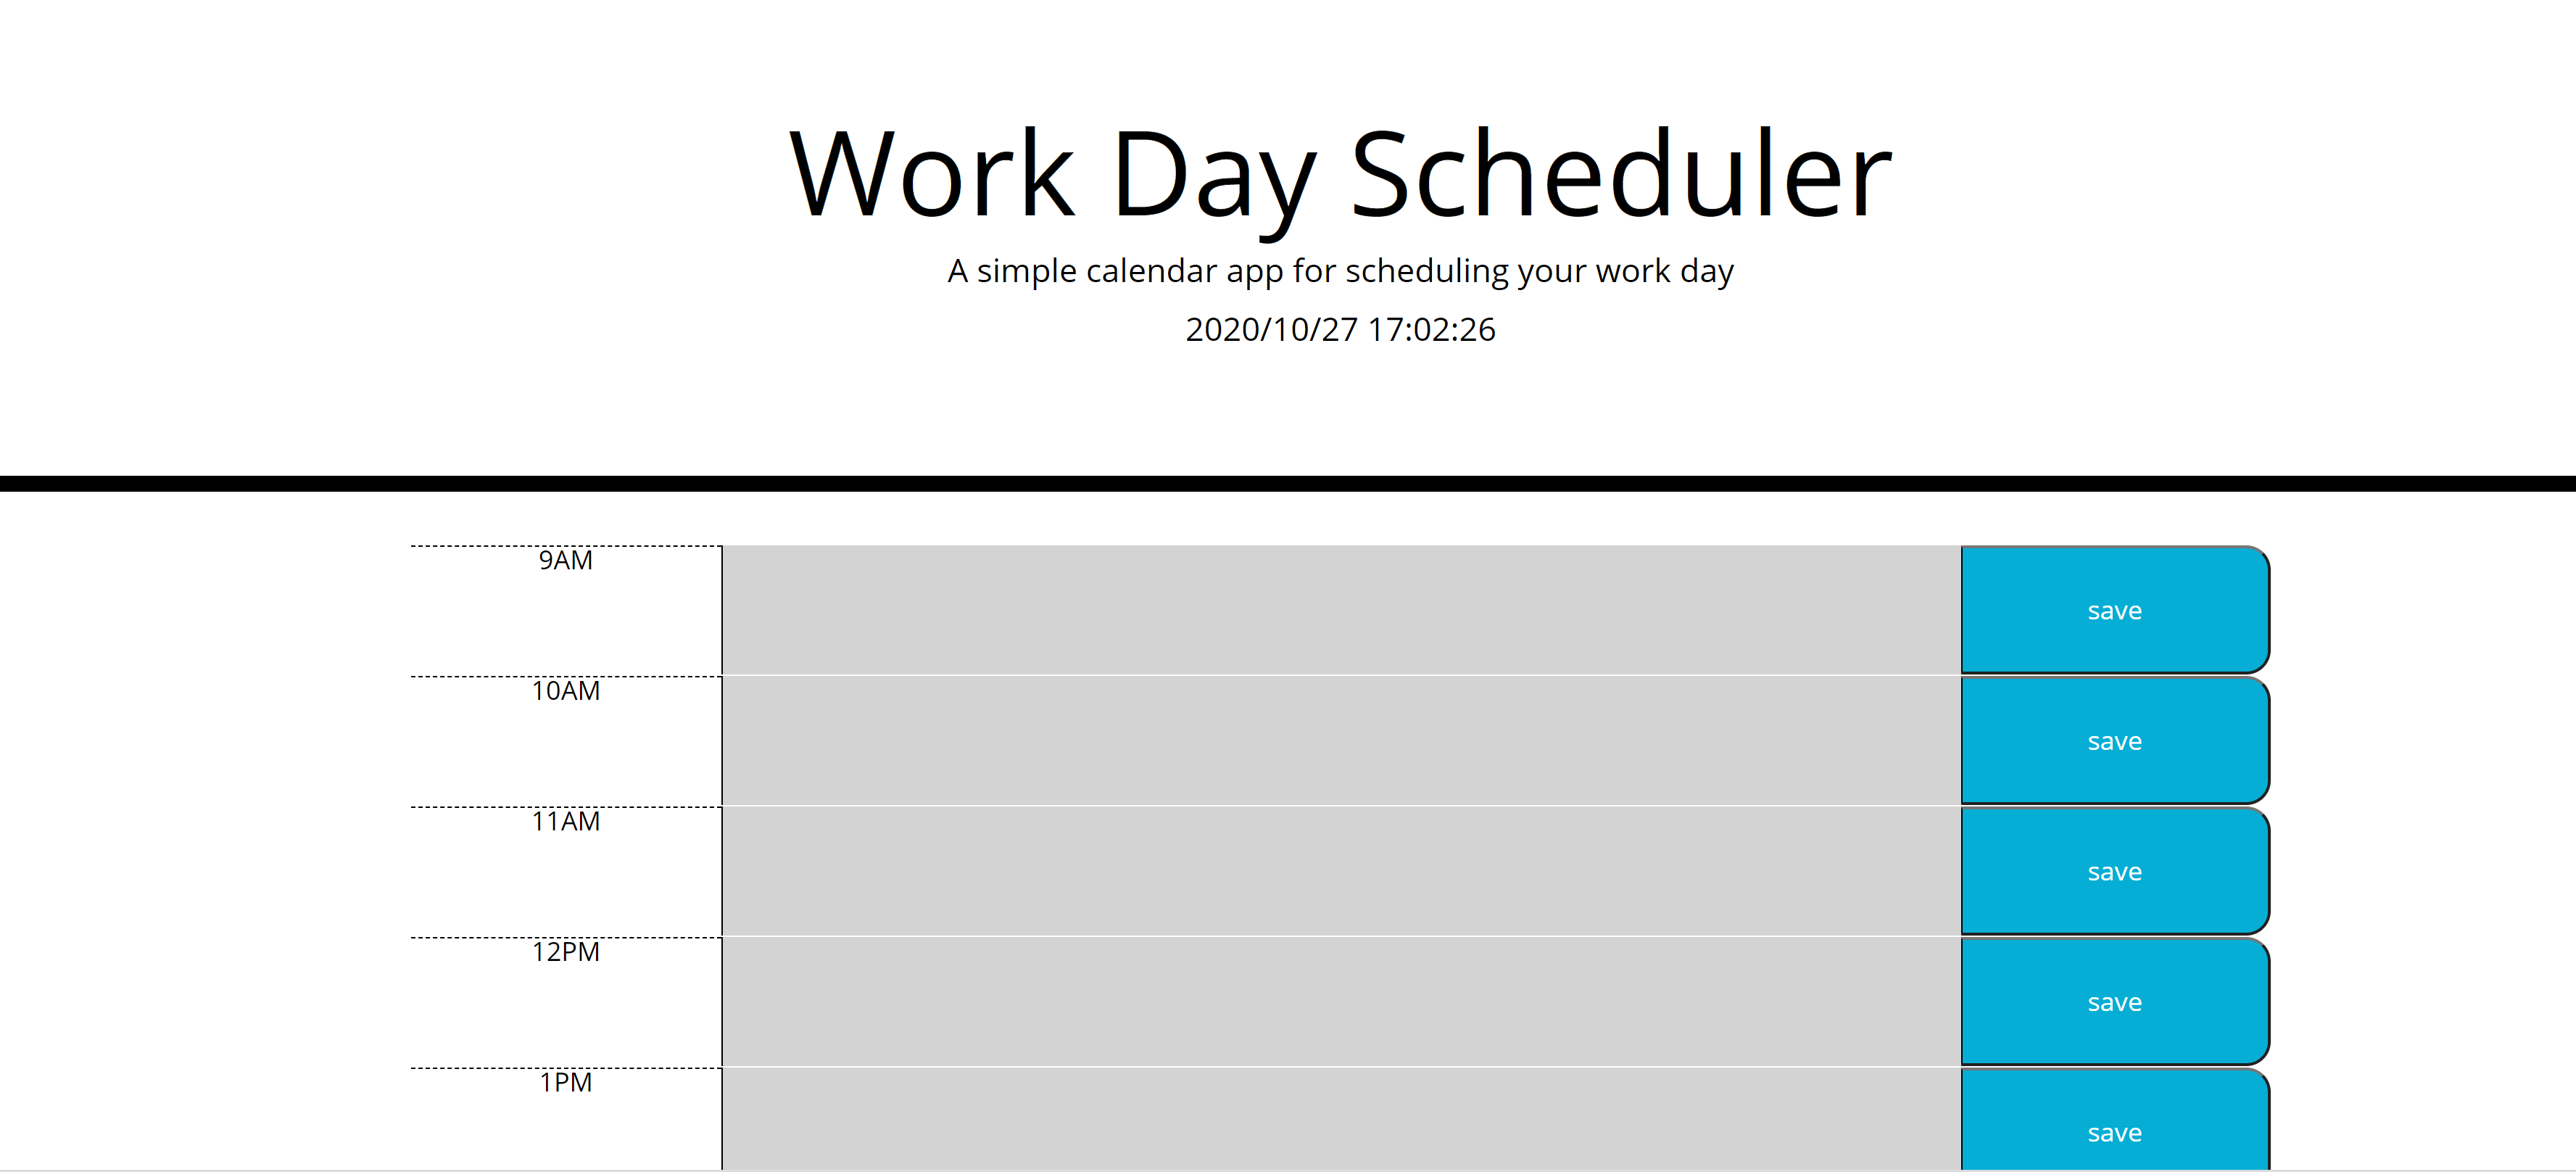 Work Day Scheduler
A simple calendar app for scheduling your work day
2020/10/27 17:02:26
9AM
save
10AM
save
11AM
save
12PM
save
1PM
save